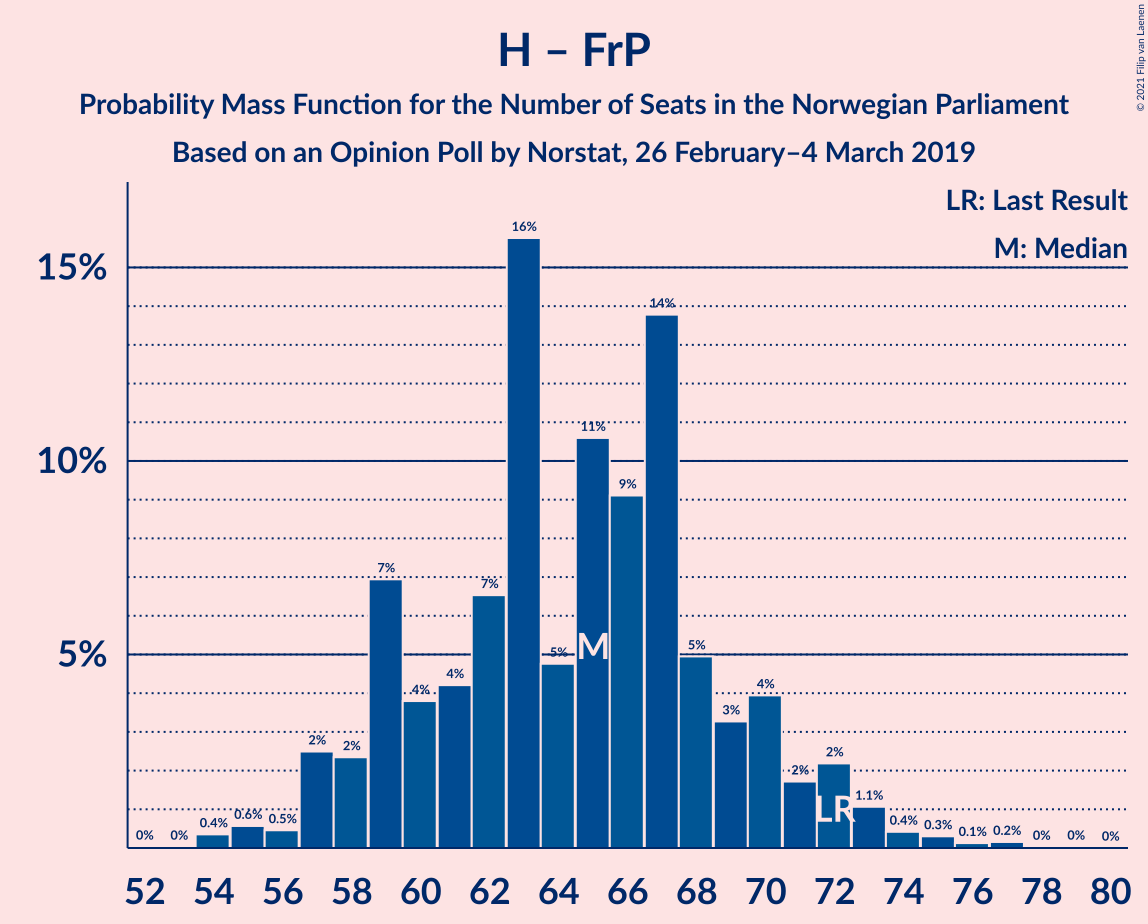 H – FrP
Probability Mass Function for the Number of Seats in the Norwegian Parliament
Based on an Opinion Poll by Norstat, 26 February–4 March 2019
© 2021 Filip van Laenen
LR: Last Result
M: Median
15%
10%
5%
0% 0% 0.4% 0.6% 0.5% 2% 2% 7% 4% 4% 7% 16% 5% 11% 9% 14% 5% 3% 4% 2% 2% 1.1% 0.4% 0.3% 0.1% 0.2% 0% 0% 0%
M
LR
52 54 56 58 60 62 64 66 68 70 72 74 76 78 80